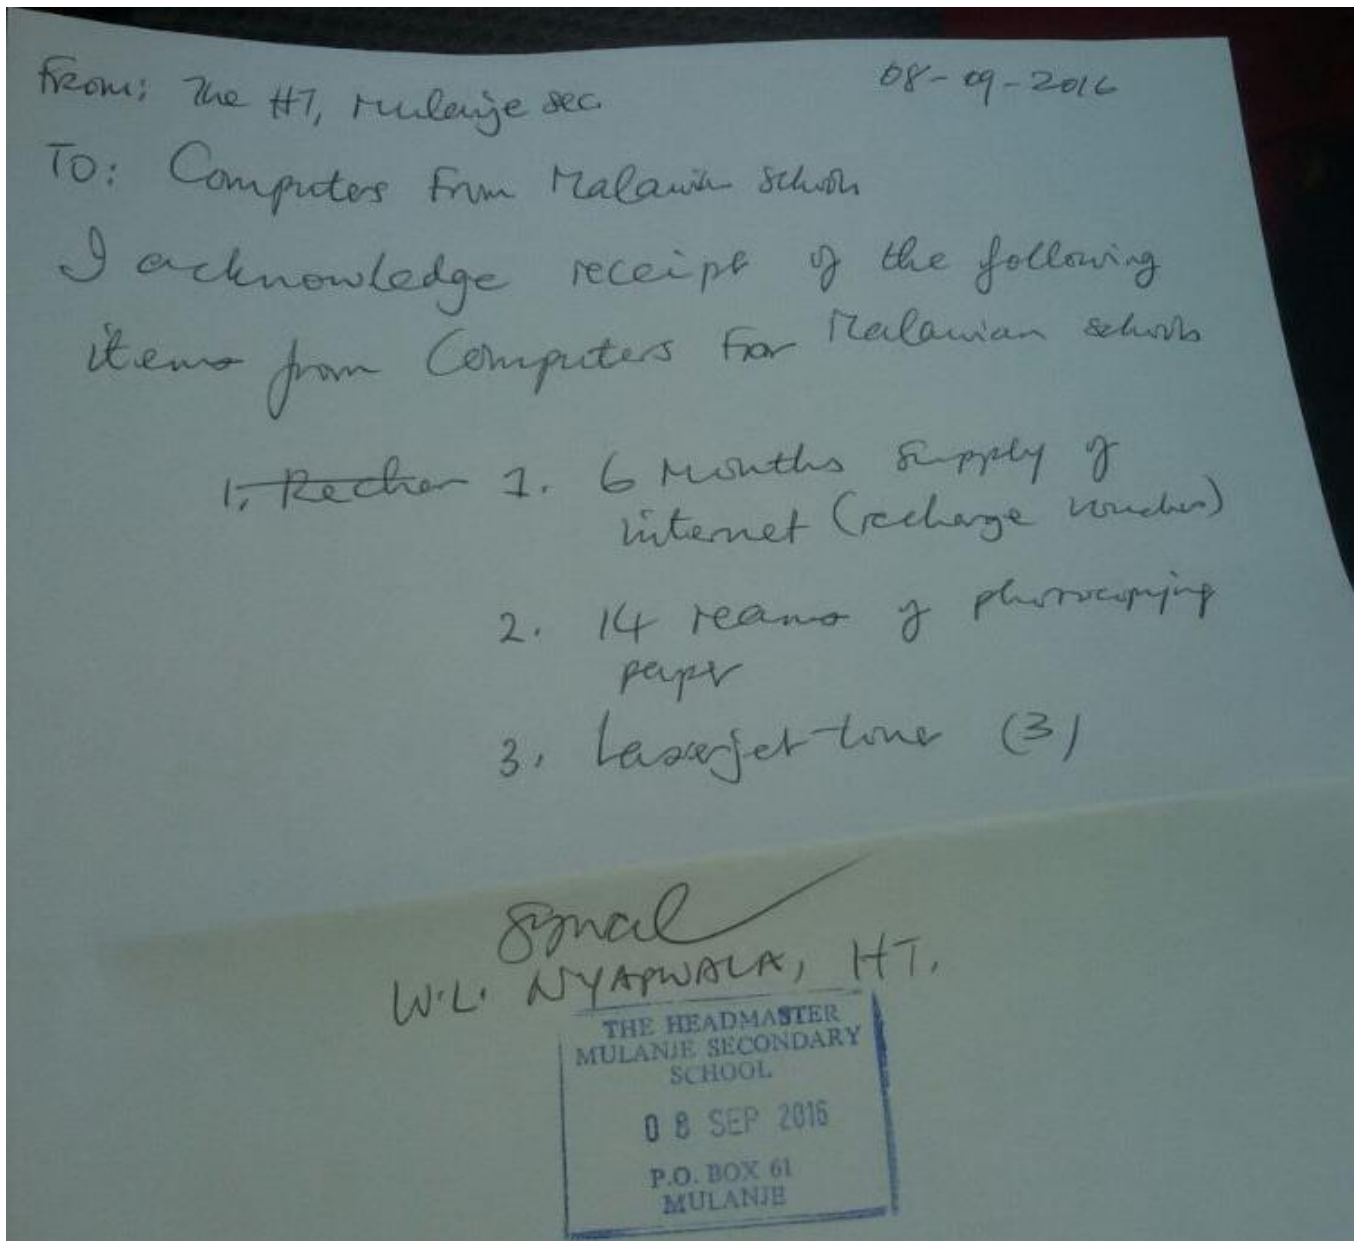 From: The HT, Mulanje sec. 08-09-2016
TO: Computers From Malawian Schools
I acknowledge receipt of the following
items from Computers For Malawian schools
1. Rechar 1. 6 Months supply of
internet (recharge voucher)
2. 14 reams of photocopying
paper
3. Laserjet toner (3)
W.L. NYAPWALA, HT.
THE HEADMASTER
MULANJE SECONDARY
SCHOOL
08 SEP 2016
P.O. BOX 61
MULANJE